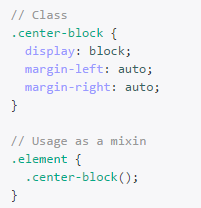 // Class
.center-block {
  display: block;
  margin-left: auto;
  margin-right: auto;
}

// Usage as a mixin
.element {
  .center-block();
}